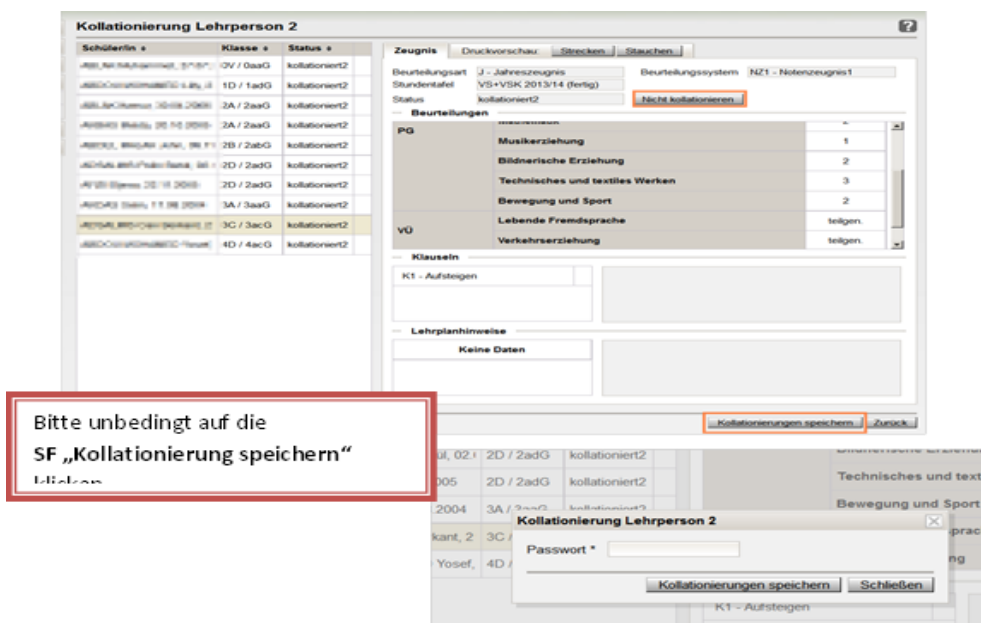 Kollationierung Lehrperson 2
?
Schüler/in Klasse Status
0V / 0aaG kollationiert2
1D / 1adG kollationiert2
2A / 2aaG kollationiert2
2A / 2aaG kollationiert2
2B / 2abG kollationiert2
2D / 2adG kollationiert2
2D / 2adG kollationiert2
3A / 3aaG kollationiert2
3C / 3acG kollationiert2
4D / 4acG kollationiert2
Zeugnis Druckvorschau: Strecken Stauchen
Beurteilungsart J - Jahreszeugnis Beurteilungssystem NZ1 - Notenzeugnis1
Stundentafel VS+VSK 2013/14 (fertig)
Status kollationiert2 Nicht kollationieren
Beurteilungen
PG
Musikerziehung 1
Bildnerische Erziehung 2
Technisches und textiles Werken 3
Bewegung und Sport 2
VÜ
Lebende Fremdsprache teilgen.
Verkehrserziehung teilgen.
Klauseln
K1 - Aufsteigen
Lehrplanhinweise
Keine Daten
Kollationierungen speichern Zurück
Bitte unbedingt auf die
SF „Kollationierung speichern“
2D / 2adG kollationiert2
005 2D / 2adG kollationiert2
.2004 3A /
kant, 2 3C /
Yosef, 4D /
Technisches und text
Bewegung und Sport
Kollationierung Lehrperson 2
Passwort *
Kollationierungen speichern Schließen
K1 - Aufsteigen